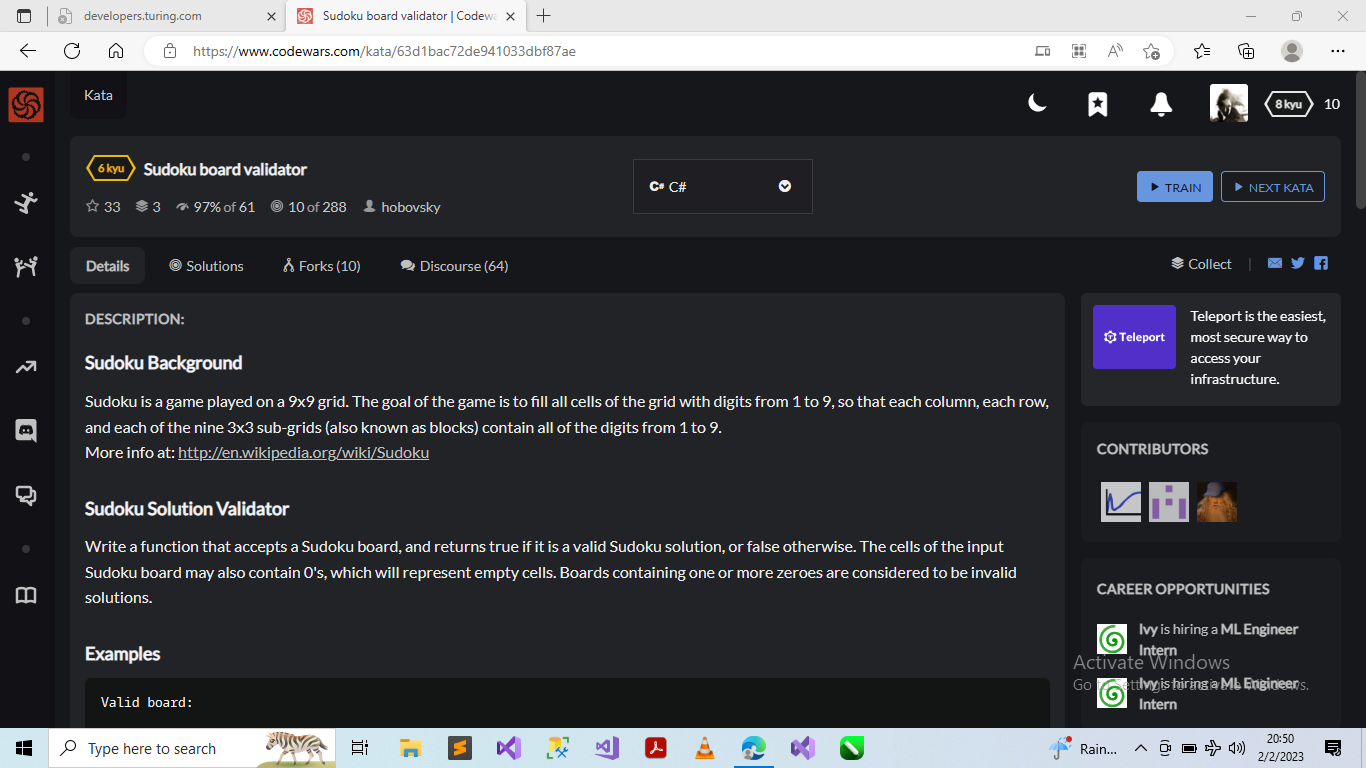 developers.turing.com
Sudoku board validator | Codewa
https://www.codewars.com/kata/63d1bac72de941033dbf87ae
Kata
8 kyu 10
6 kyu Sudoku board validator
33 3 97% of 61 10 of 288 hobovsky
C# C#
TRAIN
NEXT KATA
Details
Solutions
Forks (10)
Discourse (64)
Collect
DESCRIPTION:
Sudoku Background
Sudoku is a game played on a 9x9 grid. The goal of the game is to fill all cells of the grid with digits from 1 to 9, so that each column, each row,
and each of the nine 3x3 sub-grids (also known as blocks) contain all of the digits from 1 to 9.
More info at: http://en.wikipedia.org/wiki/Sudoku
Sudoku Solution Validator
Write a function that accepts a Sudoku board, and returns true if it is a valid Sudoku solution, or false otherwise. The cells of the input
Sudoku board may also contain 0's, which will represent empty cells. Boards containing one or more zeroes are considered to be invalid
solutions.
Examples
Valid board:
Teleport
Teleport is the easiest,
most secure way to
access your
infrastructure.
CONTRIBUTORS
CAREER OPPORTUNITIES
Ivy is hiring a ML Engineer
Intern
Ivy is hiring a ML Engineer
Intern
Activate Windows
Go to Settings to activate Windows.
Type here to search
Rain...
20:50
2/2/2023